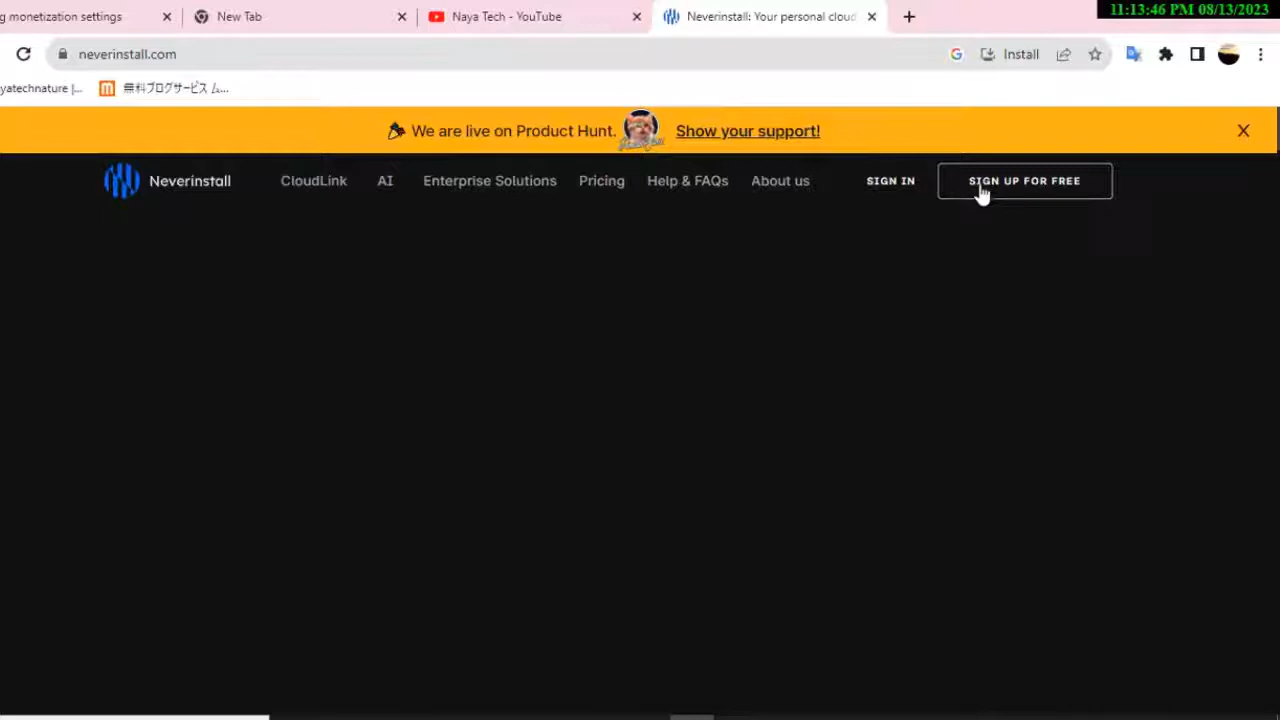 11:13:46 PM 08/13/2023
g monetization settings
New Tab
Naya Tech - YouTube
Neverinstall: Your personal cloud
neverinstall.com
Install
yatechnature |...
無料ブログサービス ム...
We are live on Product Hunt.
Show your support!
Neverinstall
CloudLink
AI
Enterprise Solutions
Pricing
Help & FAQs
About us
SIGN IN
SIGN UP FOR FREE